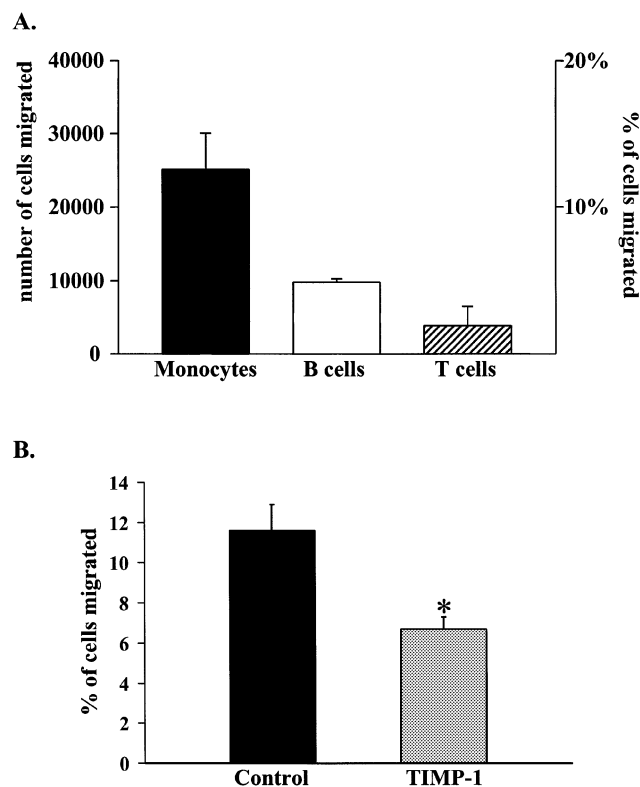 A.
number of cells migrated
40000
30000
20000
10000
0
20%
10%
% of cells migrated
Monocytes B cells T cells
B.
% of cells migrated
14
12
10
8
6
4
2
0
*
Control TIMP-1